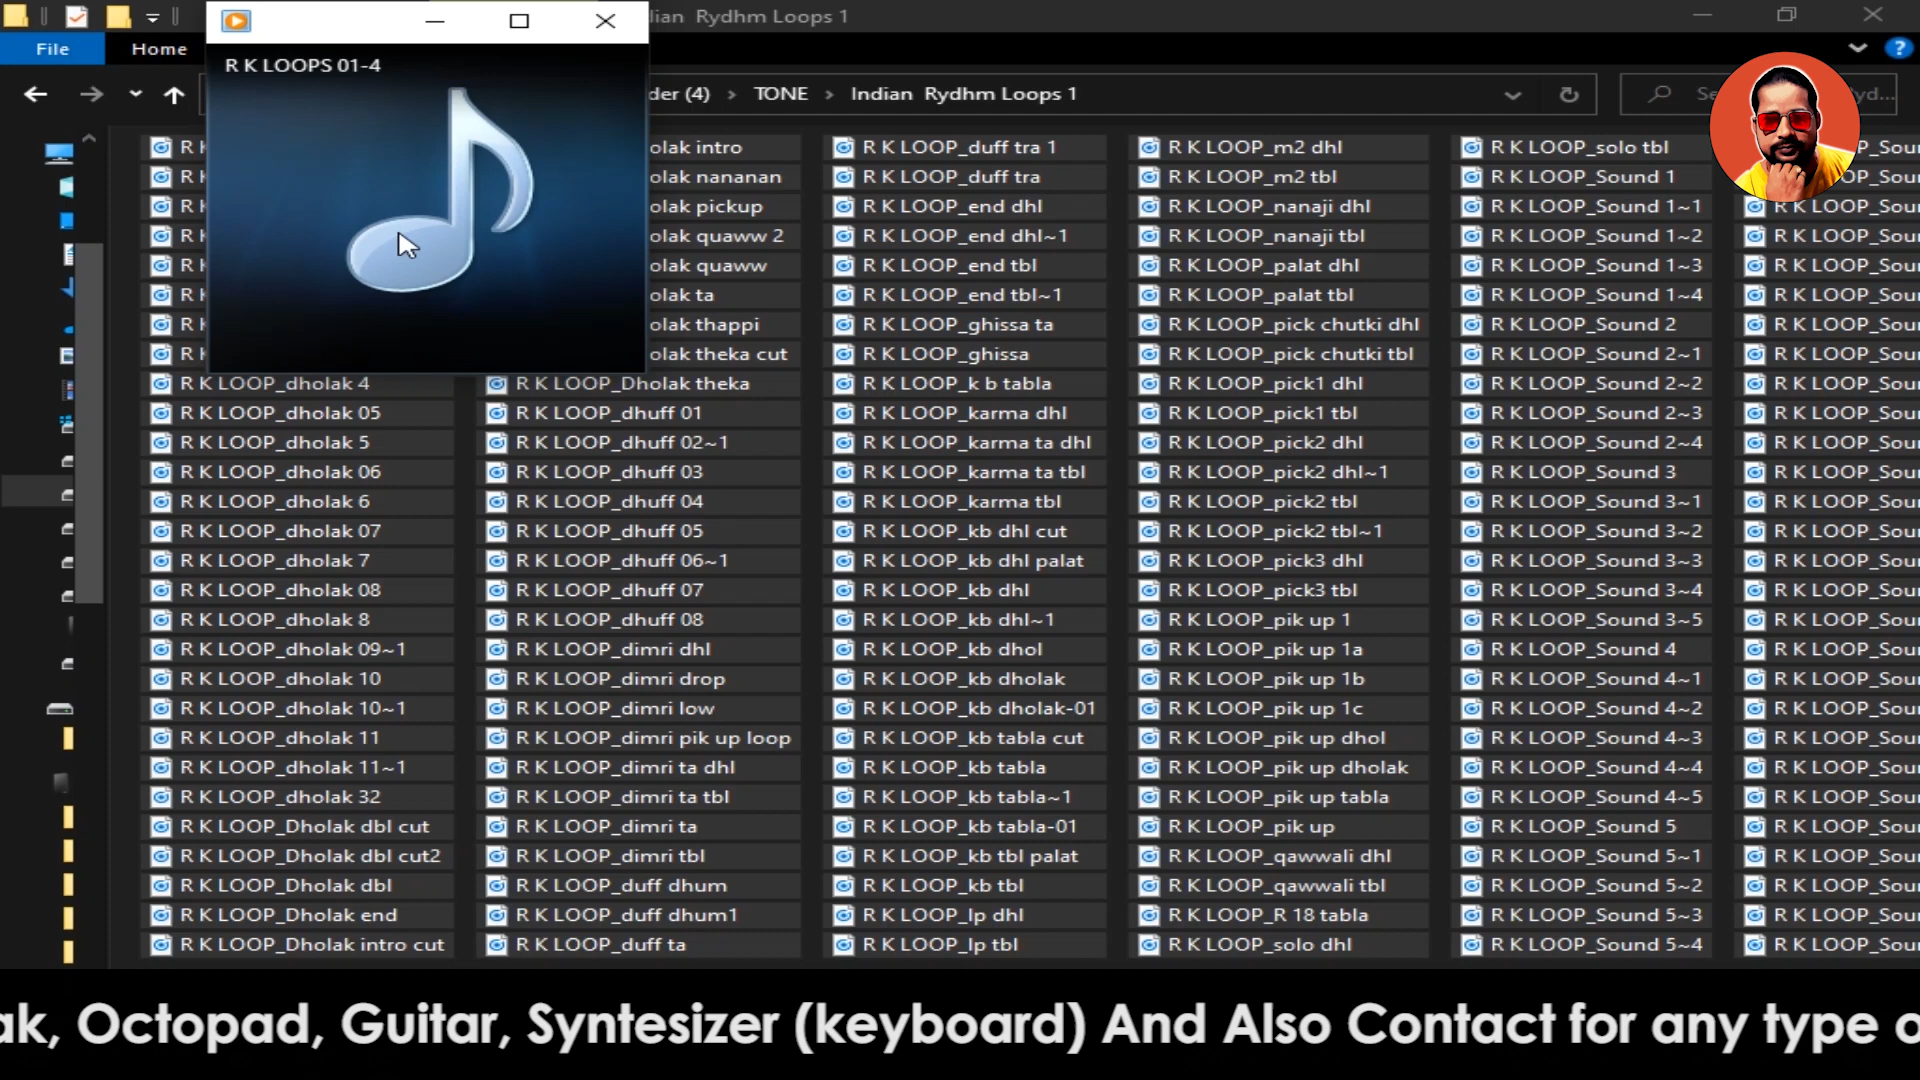 Indian Rydhm Loops 1
File
Home
R K LOOPS 01-4
(4) > TONE > Indian Rydhm Loops 1
olak intro
olak nananan
olak pickup
olak quaww 2
olak quaww
olak ta
olak thappi
olak theka cut
R K LOOP_dholak 4
R K LOOP_dholak 05
R K LOOP_dholak 5
R K LOOP_dholak 06
R K LOOP_dholak 6
R K LOOP_dholak 07
R K LOOP_dholak 7
R K LOOP_dholak 08
R K LOOP_dholak 8
R K LOOP_dholak 09~1
R K LOOP_dholak 10
R K LOOP_dholak 10~1
R K LOOP_dholak 11
R K LOOP_dholak 11~1
R K LOOP_dholak 32
R K LOOP_Dholak dbl cut
R K LOOP_Dholak dbl cut2
R K LOOP_Dholak dbl
R K LOOP_Dholak end
R K LOOP_Dholak intro cut
R K LOOP_Dholak theka
R K LOOP_dhuff 01
R K LOOP_dhuff 02~1
R K LOOP_dhuff 03
R K LOOP_dhuff 04
R K LOOP_dhuff 05
R K LOOP_dhuff 06~1
R K LOOP_dhuff 07
R K LOOP_dhuff 08
R K LOOP_dimri dhl
R K LOOP_dimri drop
R K LOOP_dimri low
R K LOOP_dimri pik up loop
R K LOOP_dimri ta dhl
R K LOOP_dimri ta tbl
R K LOOP_dimri ta
R K LOOP_dimri tbl
R K LOOP_duff dhum
R K LOOP_duff dhum1
R K LOOP_duff ta
R K LOOP_duff tra 1
R K LOOP_duff tra
R K LOOP_end dhl
R K LOOP_end dhl~1
R K LOOP_end tbl
R K LOOP_end tbl~1
R K LOOP_ghissa ta
R K LOOP_ghissa
R K LOOP_k b tabla
R K LOOP_karma dhl
R K LOOP_karma ta dhl
R K LOOP_karma ta tbl
R K LOOP_karma tbl
R K LOOP_kb dhl cut
R K LOOP_kb dhl palat
R K LOOP_kb dhl
R K LOOP_kb dhl~1
R K LOOP_kb dhol
R K LOOP_kb dholak
R K LOOP_kb dholak-01
R K LOOP_kb tabla cut
R K LOOP_kb tabla
R K LOOP_kb tabla~1
R K LOOP_kb tabla-01
R K LOOP_kb tbl palat
R K LOOP_kb tbl
R K LOOP_lp dhl
R K LOOP_lp tbl
R K LOOP_m2 dhl
R K LOOP_m2 tbl
R K LOOP_nanaji dhl
R K LOOP_nanaji tbl
R K LOOP_palat dhl
R K LOOP_palat tbl
R K LOOP_pick chutki dhl
R K LOOP_pick chutki tbl
R K LOOP_pick1 dhl
R K LOOP_pick1 tbl
R K LOOP_pick2 dhl
R K LOOP_pick2 dhl~1
R K LOOP_pick2 tbl
R K LOOP_pick2 tbl~1
R K LOOP_pick3 dhl
R K LOOP_pick3 tbl
R K LOOP_pik up 1
R K LOOP_pik up 1a
R K LOOP_pik up 1b
R K LOOP_pik up 1c
R K LOOP_pik up dhol
R K LOOP_pik up dholak
R K LOOP_pik up tabla
R K LOOP_pik up
R K LOOP_qawwali dhl
R K LOOP_qawwali tbl
R K LOOP_R 18 tabla
R K LOOP_solo dhl
R K LOOP_solo tbl
R K LOOP_Sound 1
R K LOOP_Sound 1~1
R K LOOP_Sound 1~2
R K LOOP_Sound 1~3
R K LOOP_Sound 1~4
R K LOOP_Sound 2
R K LOOP_Sound 2~1
R K LOOP_Sound 2~2
R K LOOP_Sound 2~3
R K LOOP_Sound 2~4
R K LOOP_Sound 3
R K LOOP_Sound 3~1
R K LOOP_Sound 3~2
R K LOOP_Sound 3~3
R K LOOP_Sound 3~4
R K LOOP_Sound 3~5
R K LOOP_Sound 4
R K LOOP_Sound 4~1
R K LOOP_Sound 4~2
R K LOOP_Sound 4~3
R K LOOP_Sound 4~4
R K LOOP_Sound 4~5
R K LOOP_Sound 5
R K LOOP_Sound 5~1
R K LOOP_Sound 5~2
R K LOOP_Sound 5~3
R K LOOP_Sound 5~4
ak, Octopad, Guitar, Syntesizer (keyboard) And Also Contact for any type o